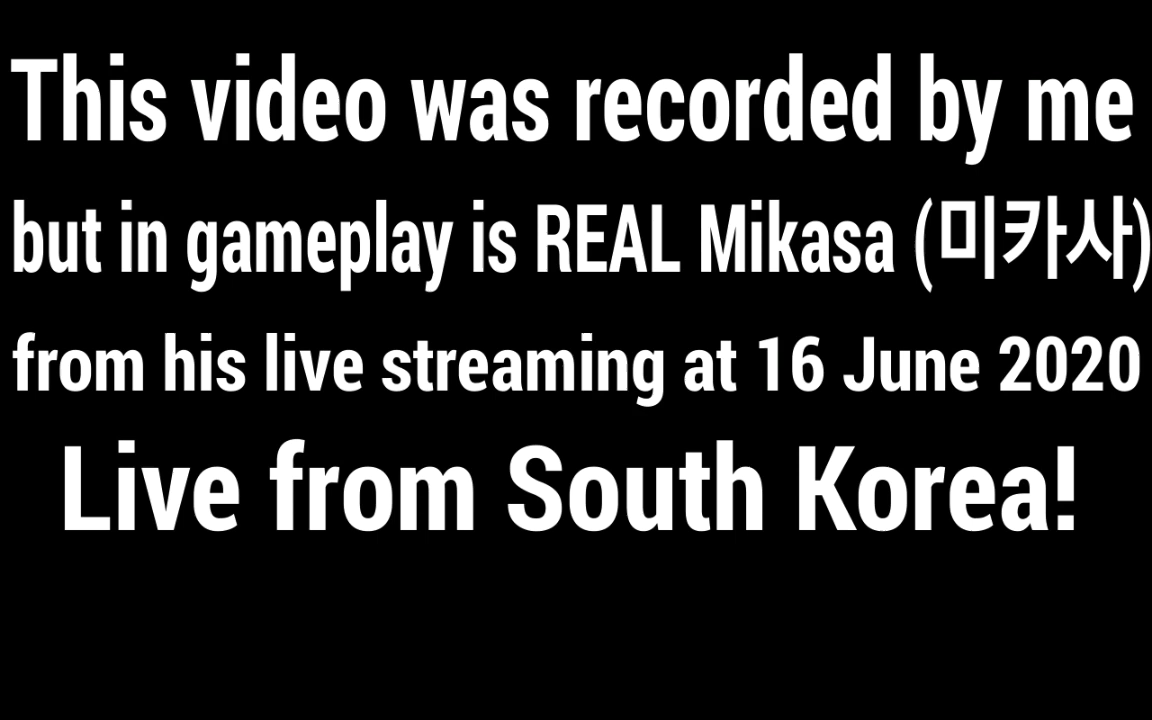 This video was recorded by me
but in gameplay is REAL Mikasa (미카사)
from his live streaming at 16 June 2020
Live from South Korea!